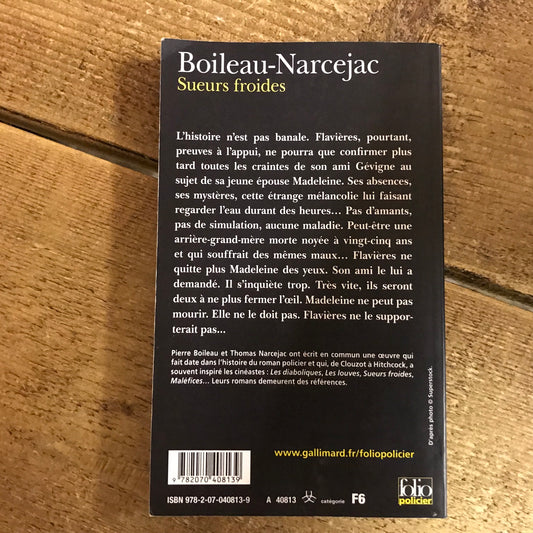 Boileau-Narcejac
Sueurs froides
L'histoire n'est pas banale. Flavières, pourtant,
preuves à l'appui, ne pourra que confirmer plus
tard toutes les craintes de son ami Gévigne au
sujet de sa jeune épouse Madeleine. Ses absences,
ses mystères, cette étrange mélancolie lui faisant
regarder l'eau durant des heures... Pas d'amants,
pas de simulation, aucune maladie. Peut-être une
arrière-grand-mère morte noyée à vingt-cinq ans
et qui souffrait des mêmes maux... Flavières ne
quitte plus Madeleine des yeux. Son ami le lui a
demandé. Il s'inquiète trop. Très vite, ils seront
deux à ne plus fermer l'œil. Madeleine ne peut pas
mourir. Elle ne le doit pas. Flavières ne le suppor-
terait pas...
Pierre Boileau et Thomas Narcejac ont écrit en commun une œuvre qui
fait date dans l'histoire du roman policier et qui, de Clouzot à Hitchcock, a
souvent inspiré les cinéastes : Les diaboliques, Les louves, Sueurs froides,
Maléfices... Leurs romans demeurent des références.
D'après photo © Superstock.
www.gallimard.fr/foliopolicier
9 782070 408139
ISBN 978-2-07-040813-9
A 40813
catégorie
F6
folio
policier